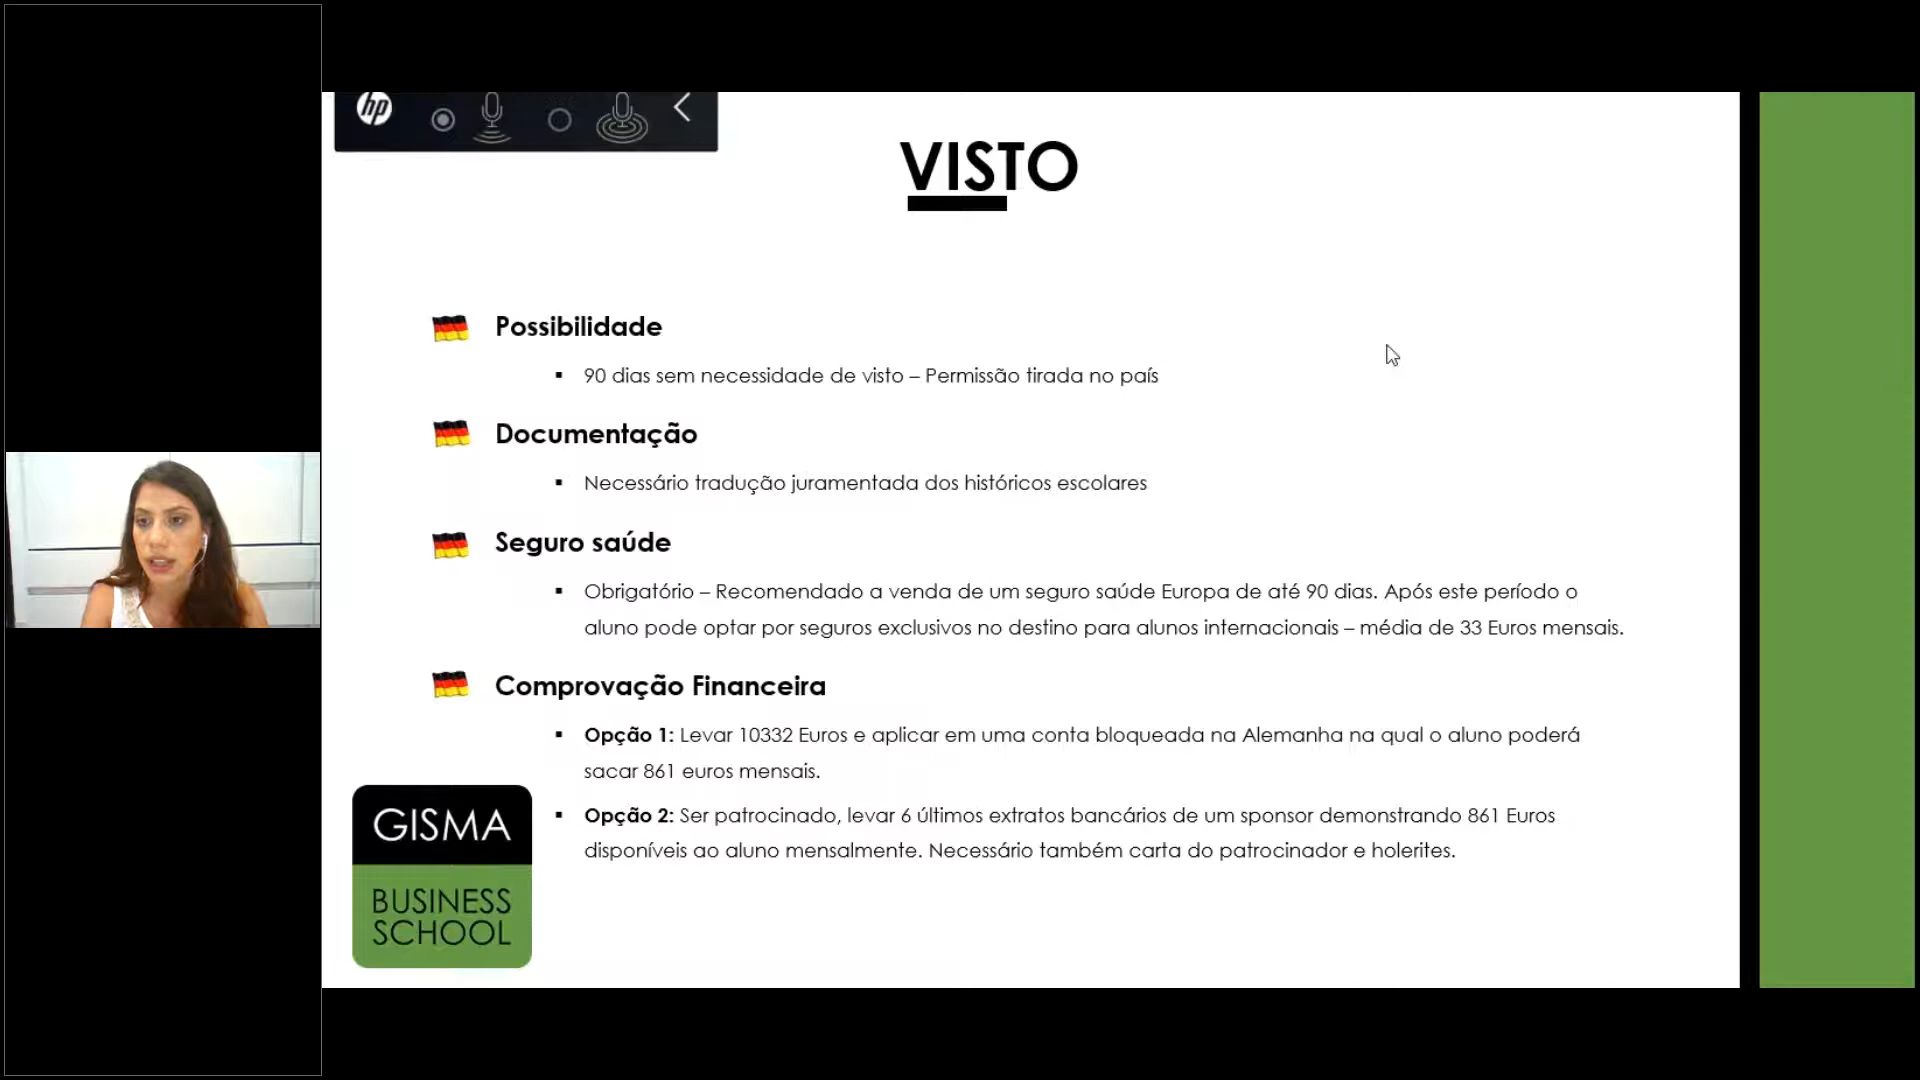 hp
VISTO
Possibilidade
▪ 90 dias sem necessidade de visto – Permissão tirada no país
Documentação
▪ Necessário tradução juramentada dos históricos escolares
Seguro saúde
▪ Obrigatório – Recomendado a venda de um seguro saúde Europa de até 90 dias. Após este período o
aluno pode optar por seguros exclusivos no destino para alunos internacionais – média de 33 Euros mensais.
Comprovação Financeira
▪ Opção 1: Levar 10332 Euros e aplicar em uma conta bloqueada na Alemanha na qual o aluno poderá
sacar 861 euros mensais.
▪ Opção 2: Ser patrocinado, levar 6 últimos extratos bancários de um sponsor demonstrando 861 Euros
disponíveis ao aluno mensalmente. Necessário também carta do patrocinador e holerites.
GISMA
BUSINESS
SCHOOL